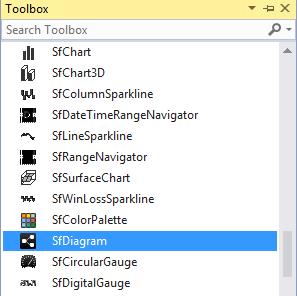 Toolbox
Search Toolbox
SfChart
SfChart3D
SfColumnSparkline
SfDateTimeRangeNavigator
SfLineSparkline
SfRangeNavigator
SfSurfaceChart
SfWinLossSparkline
SfColorPalette
SfDiagram
SfCircularGauge
SfDigitalGauge